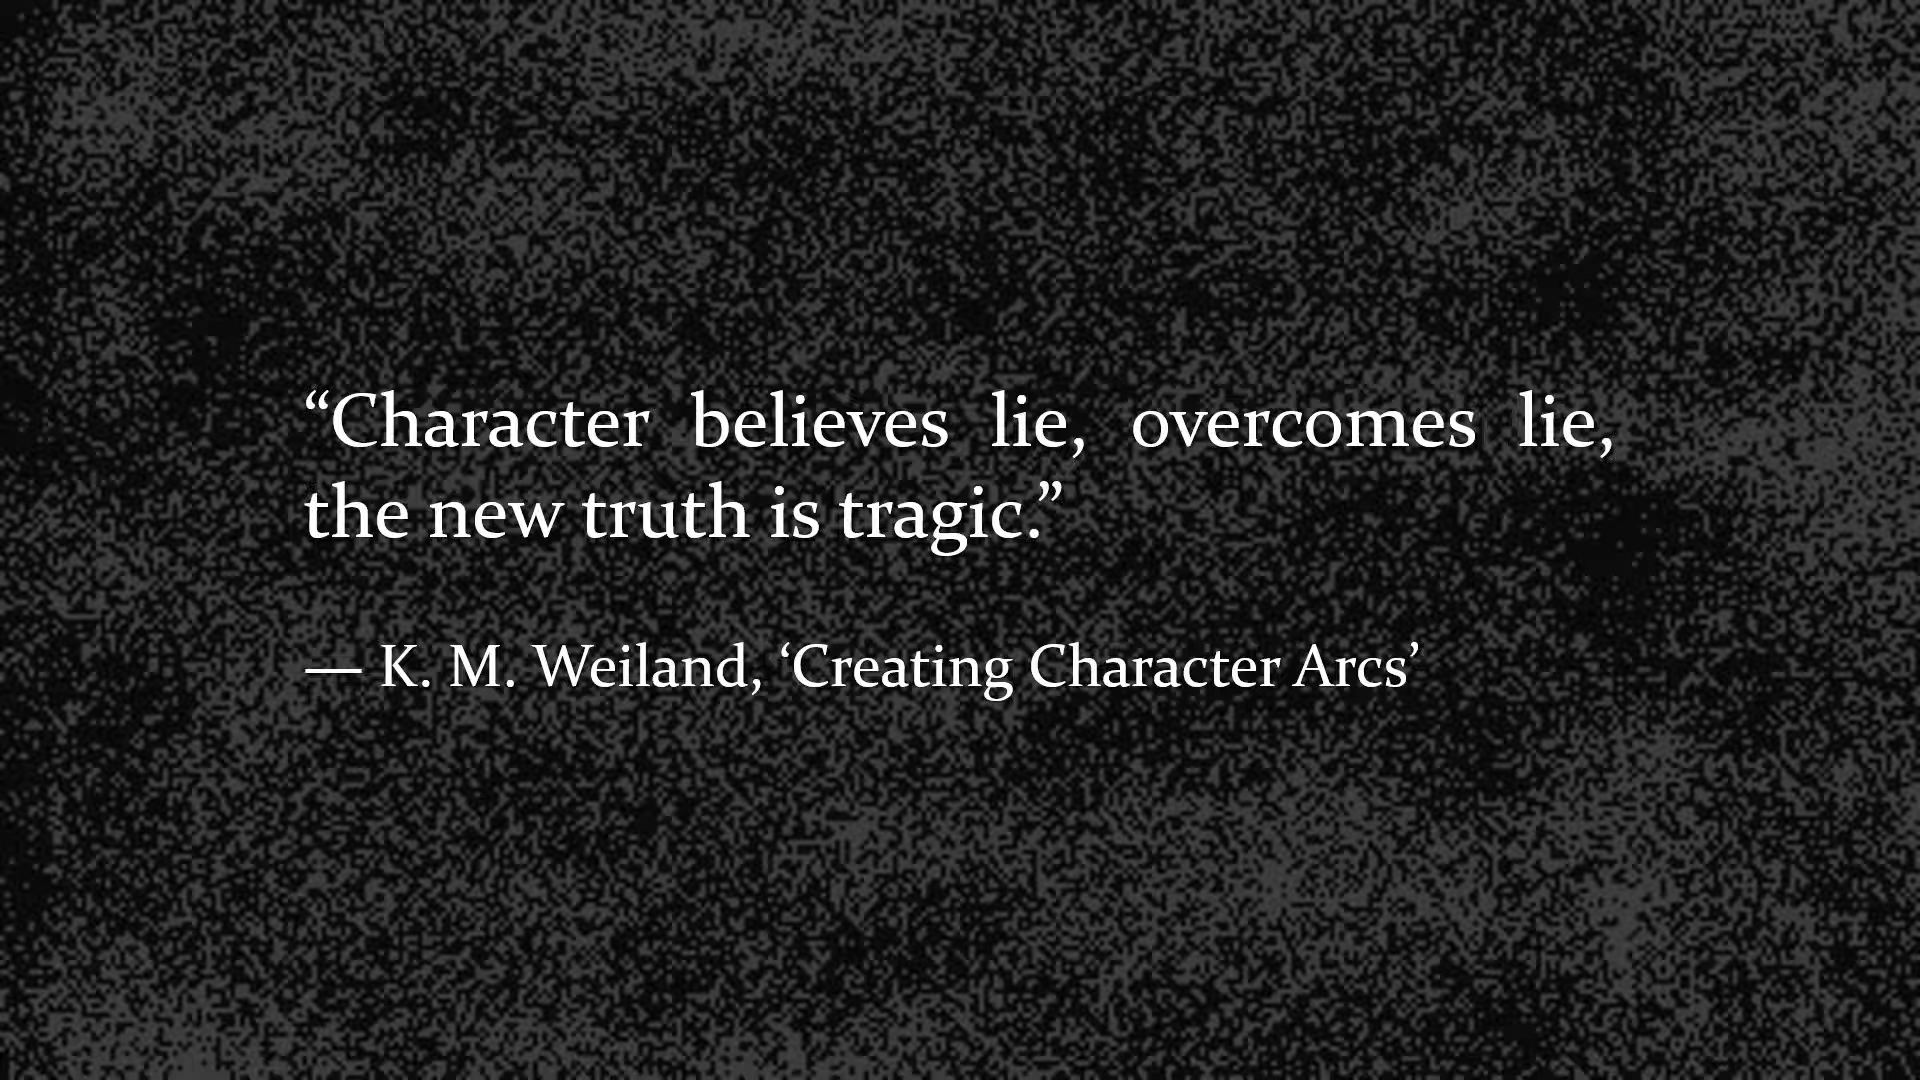 “Character believes lie, overcomes lie,
the new truth is tragic.”
— K. M. Weiland, ‘Creating Character Arcs’